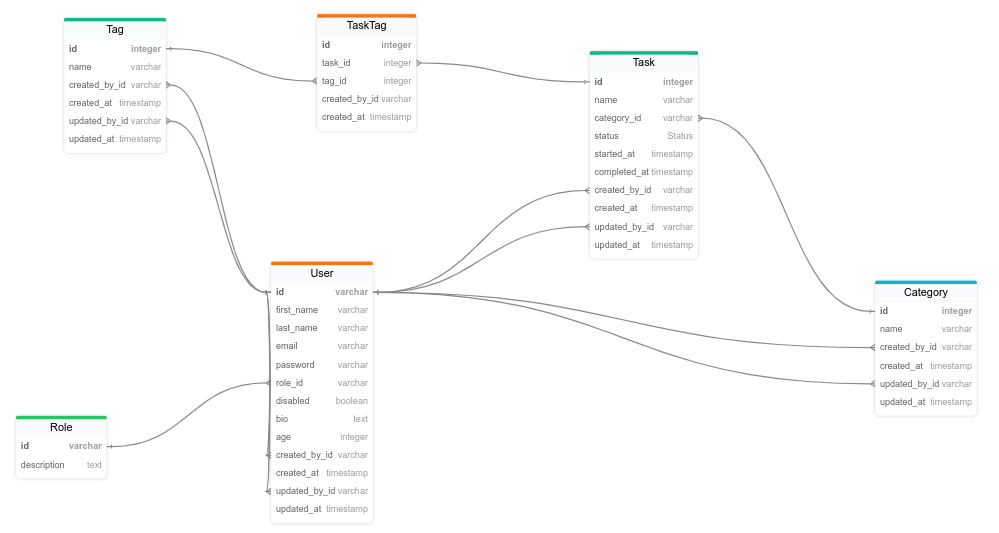 Tag
id integer
name varchar
created_by_id varchar
created_at timestamp
updated_by_id varchar
updated_at timestamp
TaskTag
id integer
task_id integer
tag_id integer
created_by_id varchar
created_at timestamp
Task
id integer
name varchar
category_id varchar
status Status
started_at timestamp
completed_at timestamp
created_by_id varchar
created_at timestamp
updated_by_id varchar
updated_at timestamp
User
id varchar
first_name varchar
last_name varchar
email varchar
password varchar
role_id varchar
disabled boolean
bio text
age integer
created_by_id varchar
created_at timestamp
updated_by_id varchar
updated_at timestamp
Category
id integer
name varchar
created_by_id varchar
created_at timestamp
updated_by_id varchar
updated_at timestamp
Role
id varchar
description text